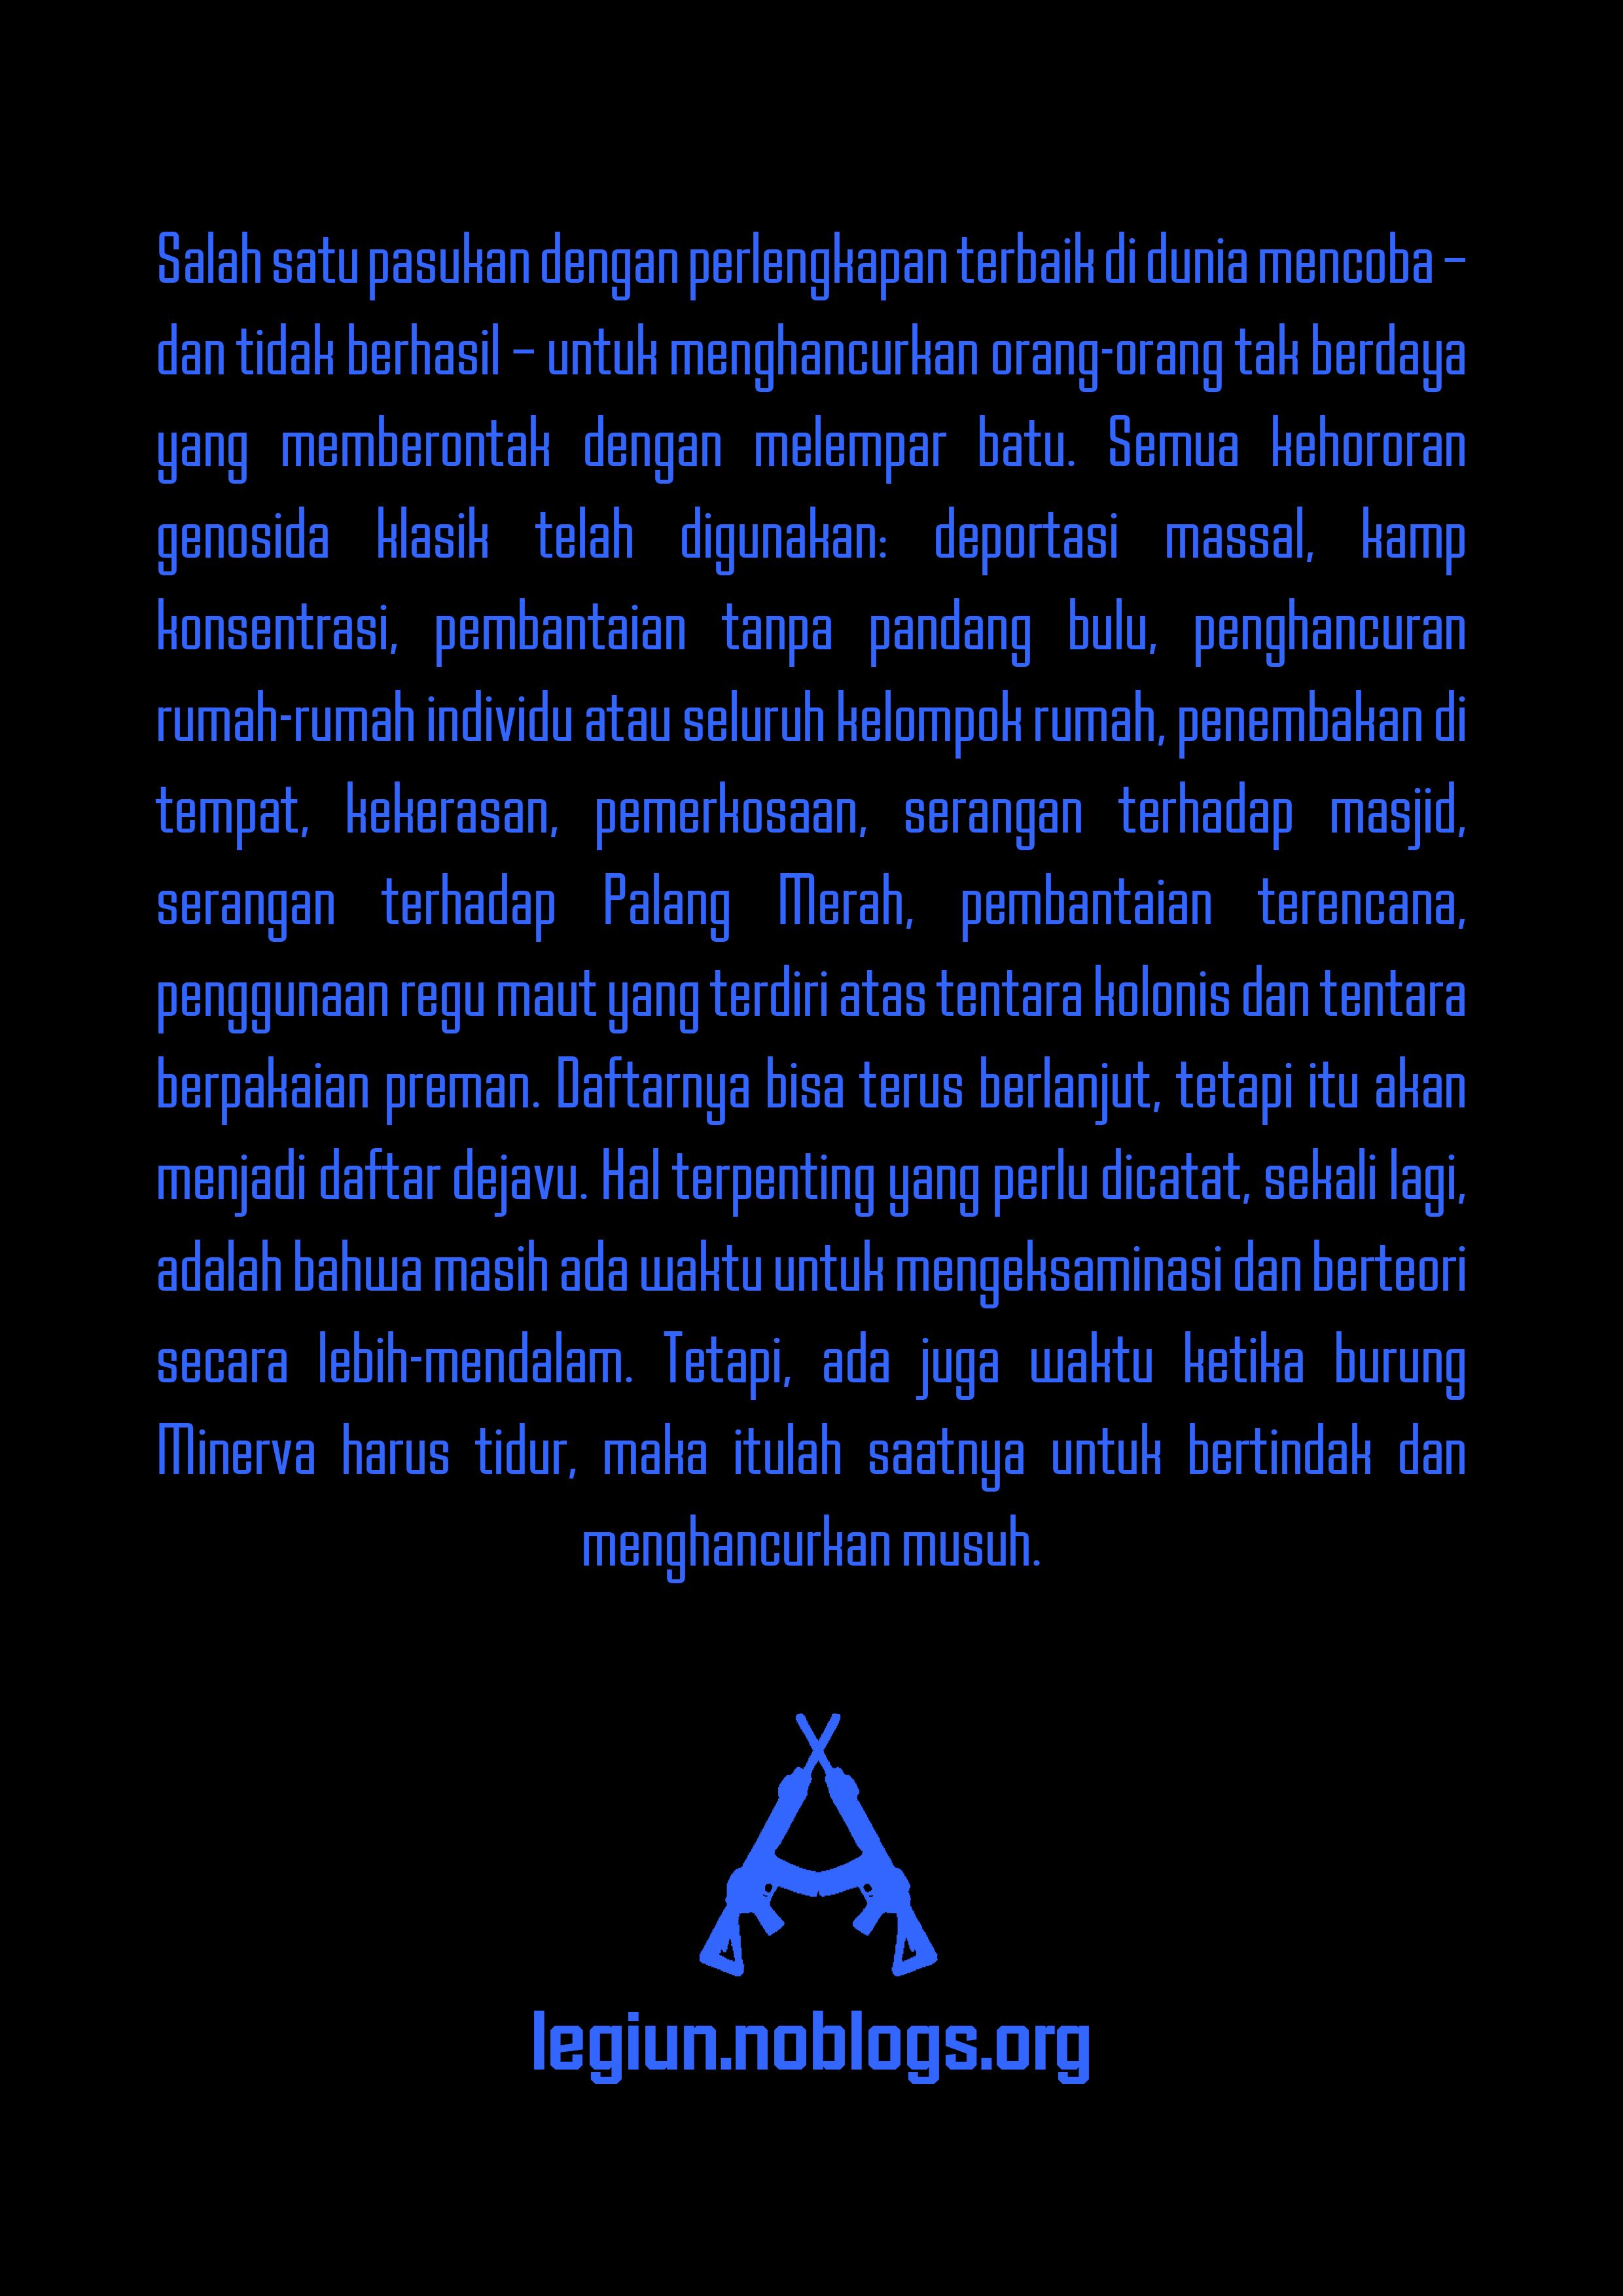 Salah satu pasukan dengan perlengkapan terbaik di dunia mencoba –
dan tidak berhasil – untuk menghancurkan orang-orang tak berdaya
yang memberontak dengan melempar batu. Semua kehororan
genosida klasik telah digunakan: deportasi massal, kamp
konsentrasi, pembantaian tanpa pandang bulu, penghancuran
rumah-rumah individu atau seluruh kelompok rumah, penembakan di
tempat, kekerasan, pemerkosaan, serangan terhadap masjid,
serangan terhadap Palang Merah, pembantaian terencana,
penggunaan regu maut yang terdiri atas tentara kolonis dan tentara
berpakaian preman. Daftarnya bisa terus berlanjut, tetapi itu akan
menjadi daftar dejavu. Hal terpenting yang perlu dicatat, sekali lagi,
adalah bahwa masih ada waktu untuk mengeksaminasi dan berteori
secara lebih-mendalam. Tetapi, ada juga waktu ketika burung
Minerva harus tidur, maka itulah saatnya untuk bertindak dan
menghancurkan musuh.
legiun.noblogs.org